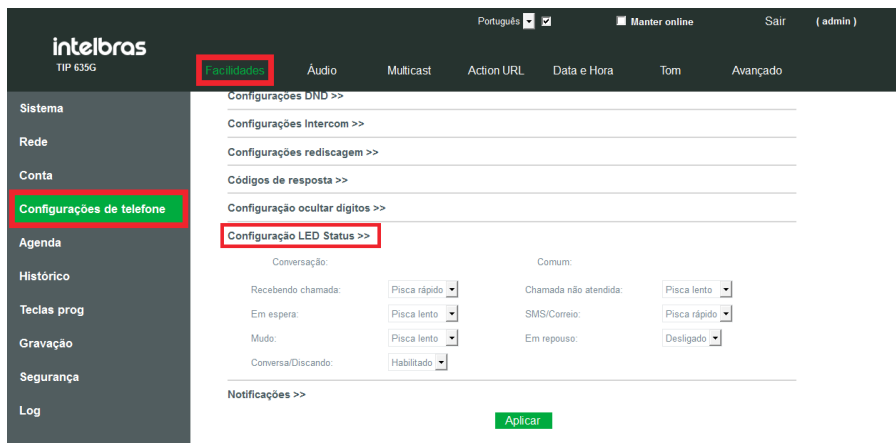 Português Manter online Sair ( admin )
intelbras
TIP 635G
Facilidades Áudio Multicast Action URL Data e Hora Tom Avançado
Sistema
Rede
Conta
Configurações de telefone
Agenda
Histórico
Teclas prog
Gravação
Segurança
Log
Configurações DND >>
Configurações Intercom >>
Configurações rediscagem >>
Códigos de resposta >>
Configuração ocultar dígitos >>
Configuração LED Status >>
Conversação: Comum:
Recebendo chamada: Pisca rápido Chamada não atendida: Pisca lento
Em espera: Pisca lento SMS/Correio: Pisca rápido
Mudo: Pisca lento Em repouso: Desligado
Conversa/Discando: Habilitado
Notificações >>
Aplicar